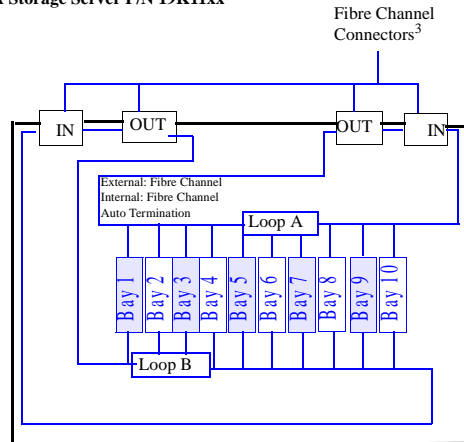 Storage Server P/N 19K11xx
Fibre Channel
Connectors3
IN
OUT
OUT
IN
External: Fibre Channel
Internal: Fibre Channel
Auto Termination
Loop A
Bay 1
Bay 2
Bay 3
Bay 4
Bay 5
Bay 6
Bay 7
Bay 8
Bay 9
Bay 10
Loop B